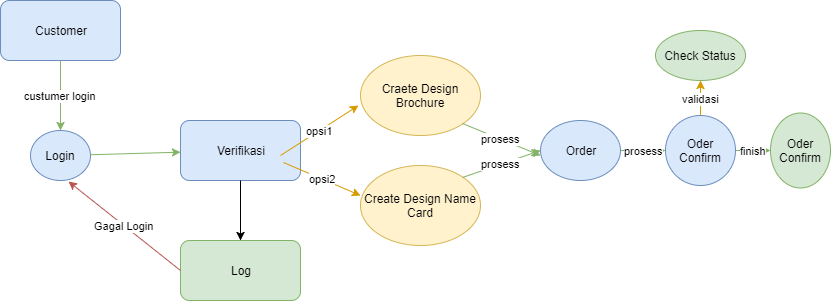 Customer
custumer login
Login
Verifikasi
Gagal Login
Log
opsi1
opsi2
Craete Design
Brochure
Create Design Name
Card
prosess
prosess
Order
prosess
Check Status
validasi
Oder
Confirm
finish
Oder
Confirm